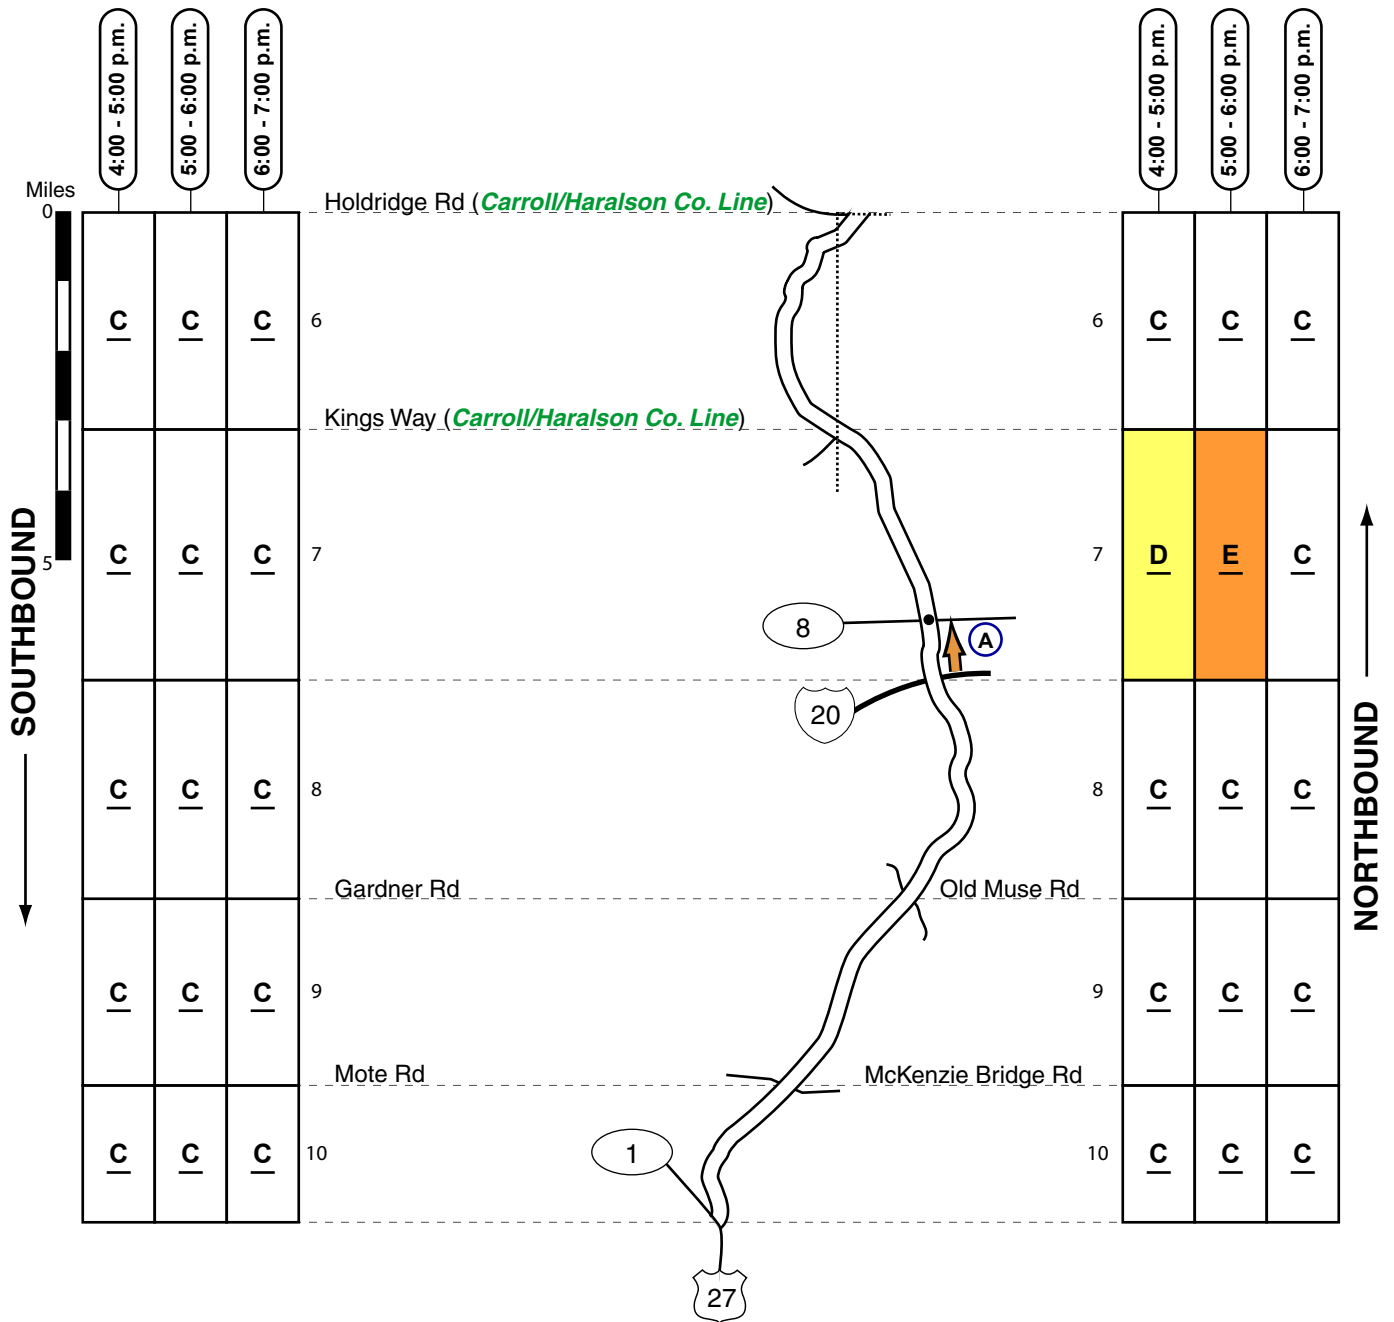 4:00 - 5:00 p.m.
5:00 - 6:00 p.m.
6:00 - 7:00 p.m.
4:00 - 5:00 p.m.
5:00 - 6:00 p.m.
6:00 - 7:00 p.m.
Miles
0
5
Holdridge Rd (Carroll/Haralson Co. Line)
C C C 6 6 C C C
Kings Way (Carroll/Haralson Co. Line)
C C C 7 7 D E C
SOUTHBOUND
NORTHBOUND
8
A
20
C C C 8 8 C C C
Gardner Rd
Old Muse Rd
C C C 9 9 C C C
Mote Rd
McKenzie Bridge Rd
C C C 10 10 C C C
1
27